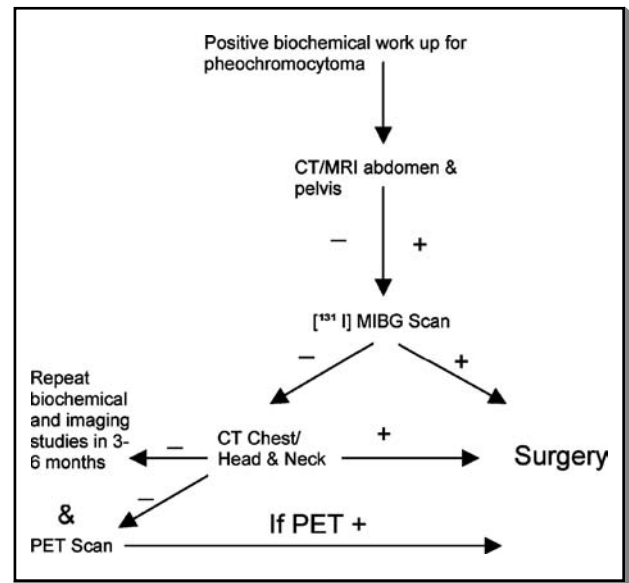 Positive biochemical work up for
pheochromocytoma
CT/MRI abdomen &
pelvis
– +
[¹³¹ I] MIBG Scan
– +
Repeat
biochemical
and imaging
studies in 3-
6 months
–
CT Chest/
Head & Neck
+
Surgery
–
&
PET Scan
If PET +